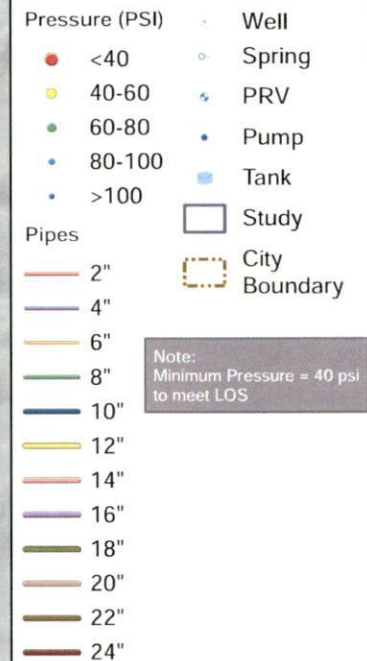 Pressure (PSI)
<40
40-60
60-80
80-100
>100
Well
Spring
PRV
Pump
Tank
Study
City
Boundary
Pipes
2"
4"
6"
8"
10"
12"
14"
16"
18"
20"
22"
24"
Note:
Minimum Pressure = 40 psi
to meet LOS